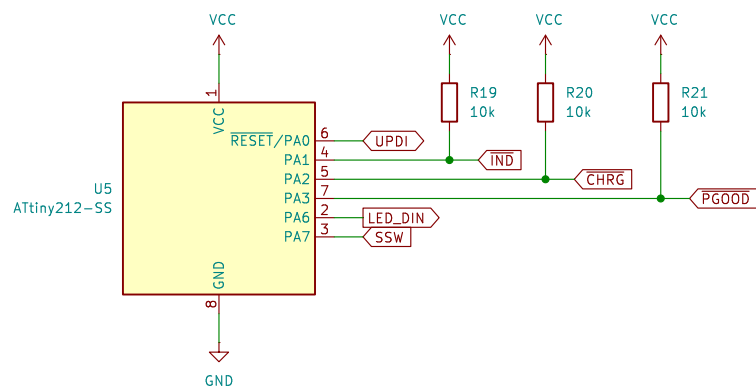 VCC
VCC
VCC
VCC
1
VCC
R19
10k
R20
10k
R21
10k
U5
ATtiny212-SS
RESET/PA0
6
UPDI
PA1
4
IND
PA2
5
CHRG
PA3
7
PGOOD
PA6
2
LED_DIN
PA7
3
SSW
GND
8
GND